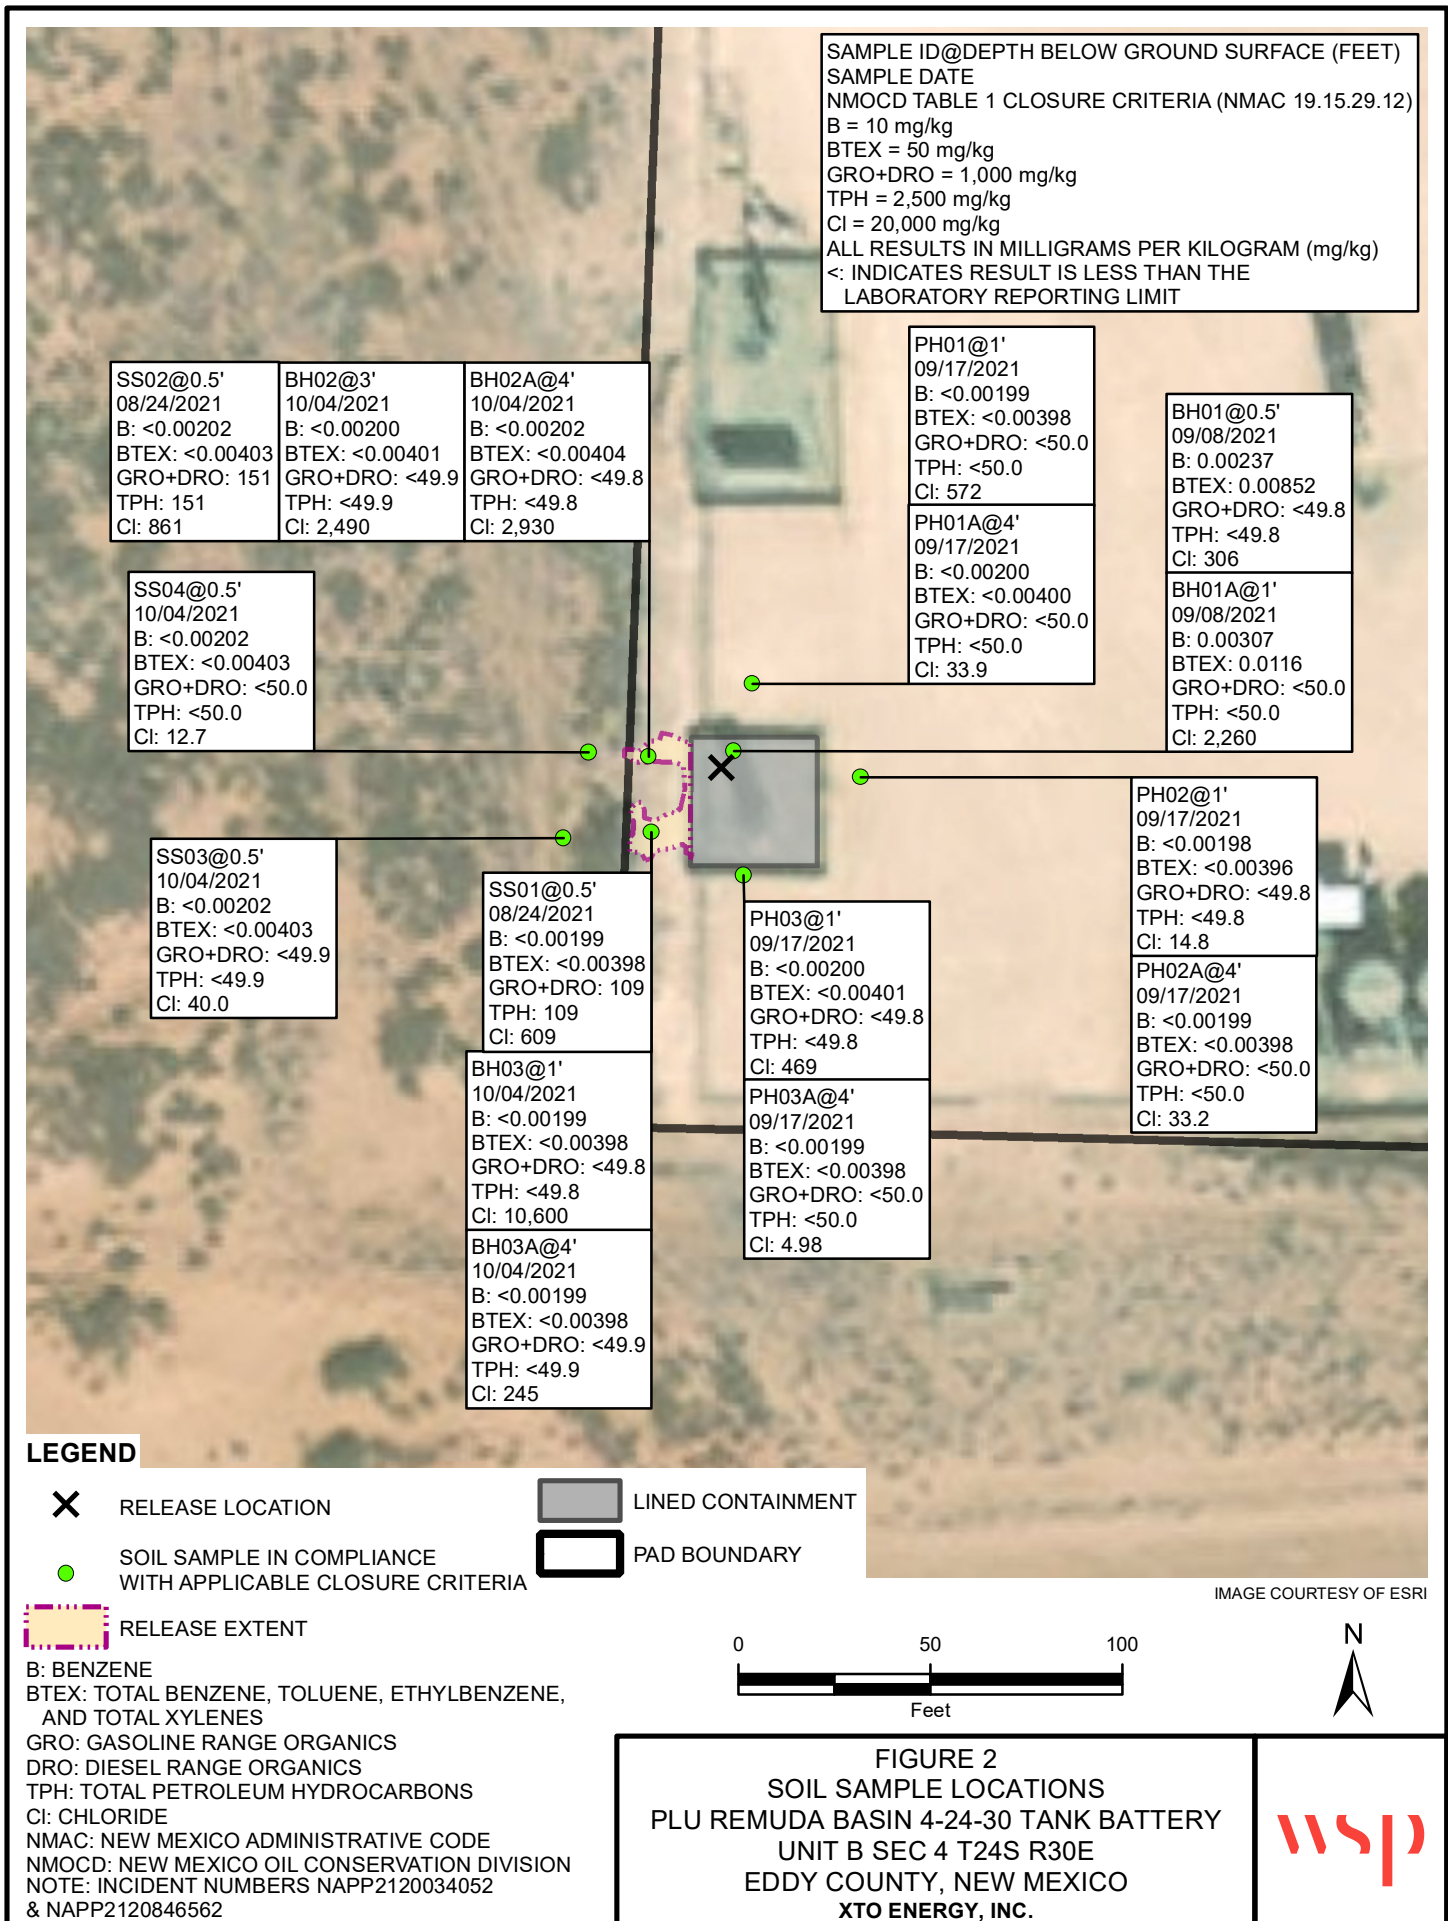 SAMPLE ID@DEPTH BELOW GROUND SURFACE (FEET)
SAMPLE DATE
NMOCD TABLE 1 CLOSURE CRITERIA (NMAC 19.15.29.12)
B = 10 mg/kg
BTEX = 50 mg/kg
GRO+DRO = 1,000 mg/kg
TPH = 2,500 mg/kg
Cl = 20,000 mg/kg
ALL RESULTS IN MILLIGRAMS PER KILOGRAM (mg/kg)
<: INDICATES RESULT IS LESS THAN THE
LABORATORY REPORTING LIMIT
SS02@0.5'
08/24/2021
B: <0.00202
BTEX: <0.00403
GRO+DRO: 151
TPH: 151
Cl: 861
BH02@3'
10/04/2021
B: <0.00200
BTEX: <0.00401
GRO+DRO: <49.9
TPH: <49.9
Cl: 2,490
BH02A@4'
10/04/2021
B: <0.00202
BTEX: <0.00404
GRO+DRO: <49.8
TPH: <49.8
Cl: 2,930
PH01@1'
09/17/2021
B: <0.00199
BTEX: <0.00398
GRO+DRO: <50.0
TPH: <50.0
Cl: 572
PH01A@4'
09/17/2021
B: <0.00200
BTEX: <0.00400
GRO+DRO: <50.0
TPH: <50.0
Cl: 33.9
BH01@0.5'
09/08/2021
B: 0.00237
BTEX: 0.00852
GRO+DRO: <49.8
TPH: <49.8
Cl: 306
BH01A@1'
09/08/2021
B: 0.00307
BTEX: 0.0116
GRO+DRO: <50.0
TPH: <50.0
Cl: 2,260
SS04@0.5'
10/04/2021
B: <0.00202
BTEX: <0.00403
GRO+DRO: <50.0
TPH: <50.0
Cl: 12.7
SS03@0.5'
10/04/2021
B: <0.00202
BTEX: <0.00403
GRO+DRO: <49.9
TPH: <49.9
Cl: 40.0
SS01@0.5'
08/24/2021
B: <0.00199
BTEX: <0.00398
GRO+DRO: 109
TPH: 109
Cl: 609
BH03@1'
10/04/2021
B: <0.00199
BTEX: <0.00398
GRO+DRO: <49.8
TPH: <49.8
Cl: 10,600
BH03A@4'
10/04/2021
B: <0.00199
BTEX: <0.00398
GRO+DRO: <49.9
TPH: <49.9
Cl: 245
PH03@1'
09/17/2021
B: <0.00200
BTEX: <0.00401
GRO+DRO: <49.8
TPH: <49.8
Cl: 469
PH03A@4'
09/17/2021
B: <0.00199
BTEX: <0.00398
GRO+DRO: <50.0
TPH: <50.0
Cl: 4.98
PH02@1'
09/17/2021
B: <0.00198
BTEX: <0.00396
GRO+DRO: <49.8
TPH: <49.8
Cl: 14.8
PH02A@4'
09/17/2021
B: <0.00199
BTEX: <0.00398
GRO+DRO: <50.0
TPH: <50.0
Cl: 33.2
LEGEND
RELEASE LOCATION
SOIL SAMPLE IN COMPLIANCE
WITH APPLICABLE CLOSURE CRITERIA
RELEASE EXTENT
LINED CONTAINMENT
PAD BOUNDARY
IMAGE COURTESY OF ESRI
B: BENZENE
BTEX: TOTAL BENZENE, TOLUENE, ETHYLBENZENE,
AND TOTAL XYLENES
GRO: GASOLINE RANGE ORGANICS
DRO: DIESEL RANGE ORGANICS
TPH: TOTAL PETROLEUM HYDROCARBONS
Cl: CHLORIDE
NMAC: NEW MEXICO ADMINISTRATIVE CODE
NMOCD: NEW MEXICO OIL CONSERVATION DIVISION
NOTE: INCIDENT NUMBERS NAPP2120034052
& NAPP2120846562
0 50 100
Feet
N
FIGURE 2
SOIL SAMPLE LOCATIONS
PLU REMUDA BASIN 4-24-30 TANK BATTERY
UNIT B SEC 4 T24S R30E
EDDY COUNTY, NEW MEXICO
XTO ENERGY, INC.
wsp